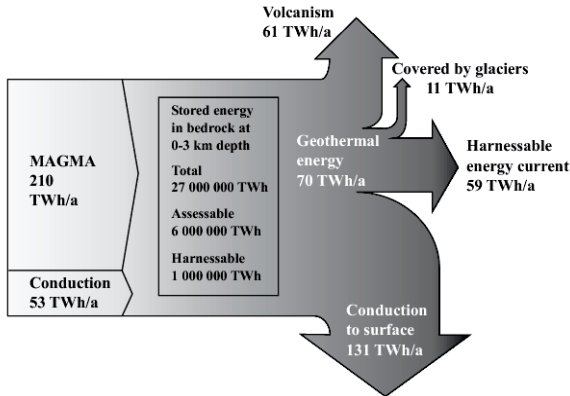 Volcanism
61 TWh/a
Covered by glaciers
11 TWh/a
Stored energy
in bedrock at
0-3 km depth
Total
27 000 000 TWh
Assessable
6 000 000 TWh
Harnessable
1 000 000 TWh
MAGMA
210
TWh/a
Geothermal
energy
70 TWh/a
Harnessable
energy current
59 TWh/a
Conduction
53 TWh/a
Conduction
to surface
131 TWh/a